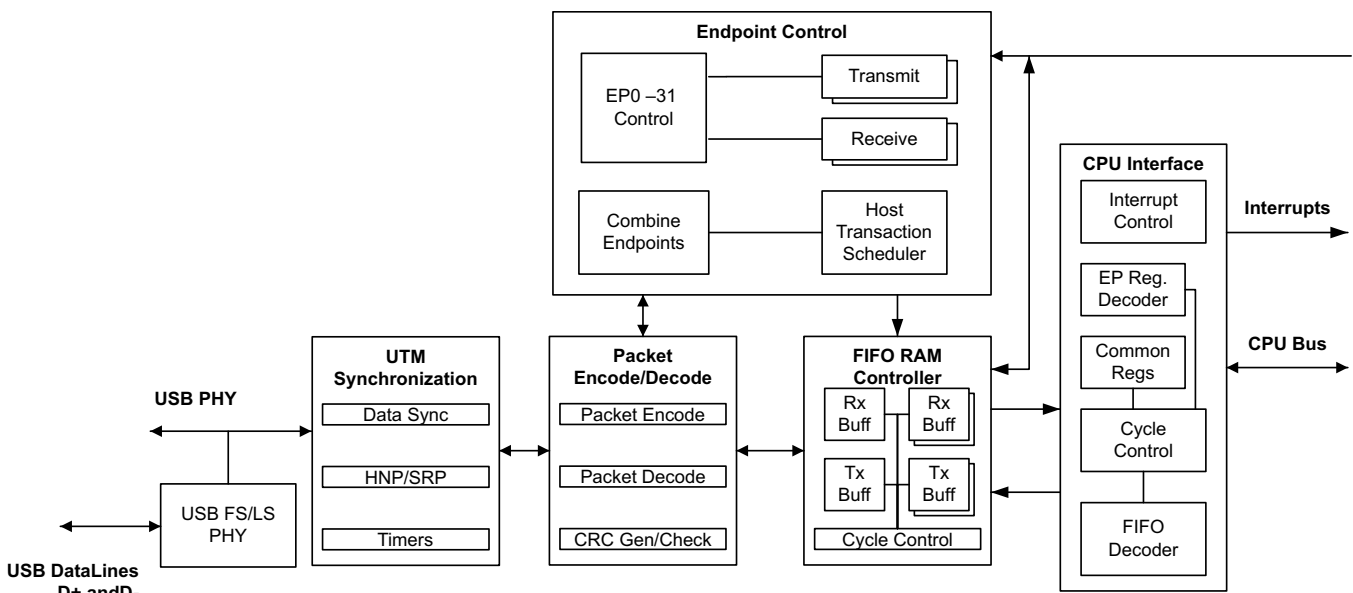 Endpoint Control
EP0 –31
Control
Transmit
Receive
Combine
Endpoints
Host
Transaction
Scheduler
CPU Interface
Interrupt
Control
EP Reg.
Decoder
Common
Regs
Cycle
Control
FIFO
Decoder
Interrupts
CPU Bus
UTM
Synchronization
Data Sync
HNP/SRP
Timers
Packet
Encode/Decode
Packet Encode
Packet Decode
CRC Gen/Check
FIFO RAM
Controller
Rx
Buff
Rx
Buff
Tx
Buff
Tx
Buff
Cycle Control
USB PHY
USB FS/LS
PHY
USB DataLines
D+ andD-